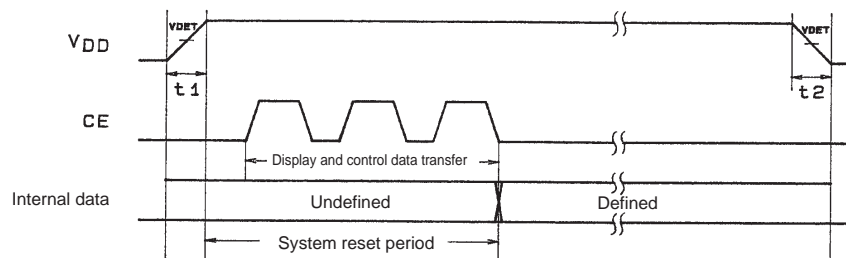 VDET
VDET
VDD
t1
t2
CE
Display and control data transfer
Internal data
Undefined
Defined
System reset period